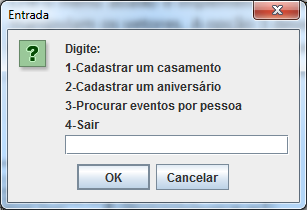 Entrada
Digite:
1-Cadastrar um casamento
2-Cadastrar um aniversário
3-Procurar eventos por pessoa
4-Sair
OK
Cancelar